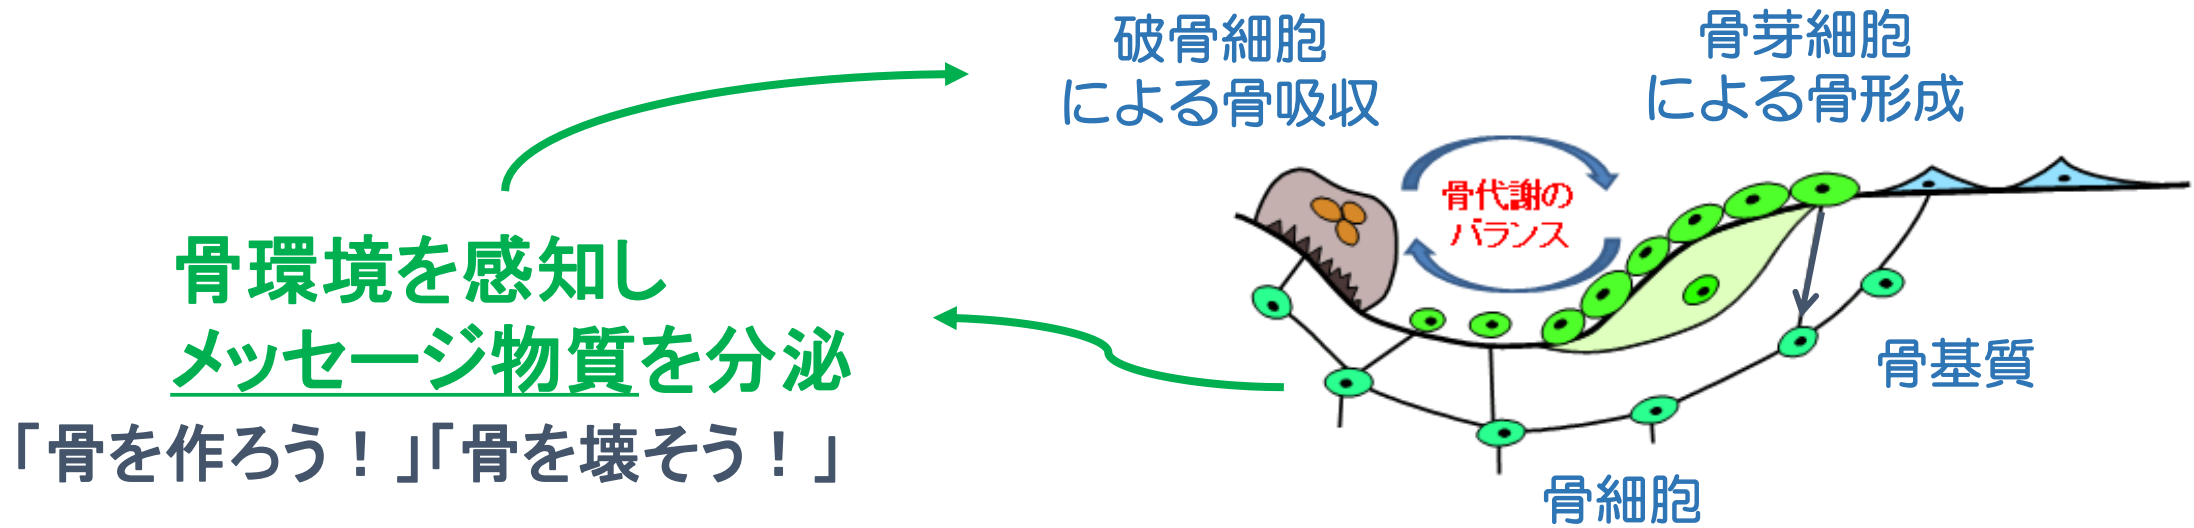 破骨細胞
による骨吸収
骨芽細胞
による骨形成
骨代謝の
バランス
骨環境を感知し
メッセージ物質を分泌
「骨を作ろう！」「骨を壊そう！」
骨基質
骨細胞